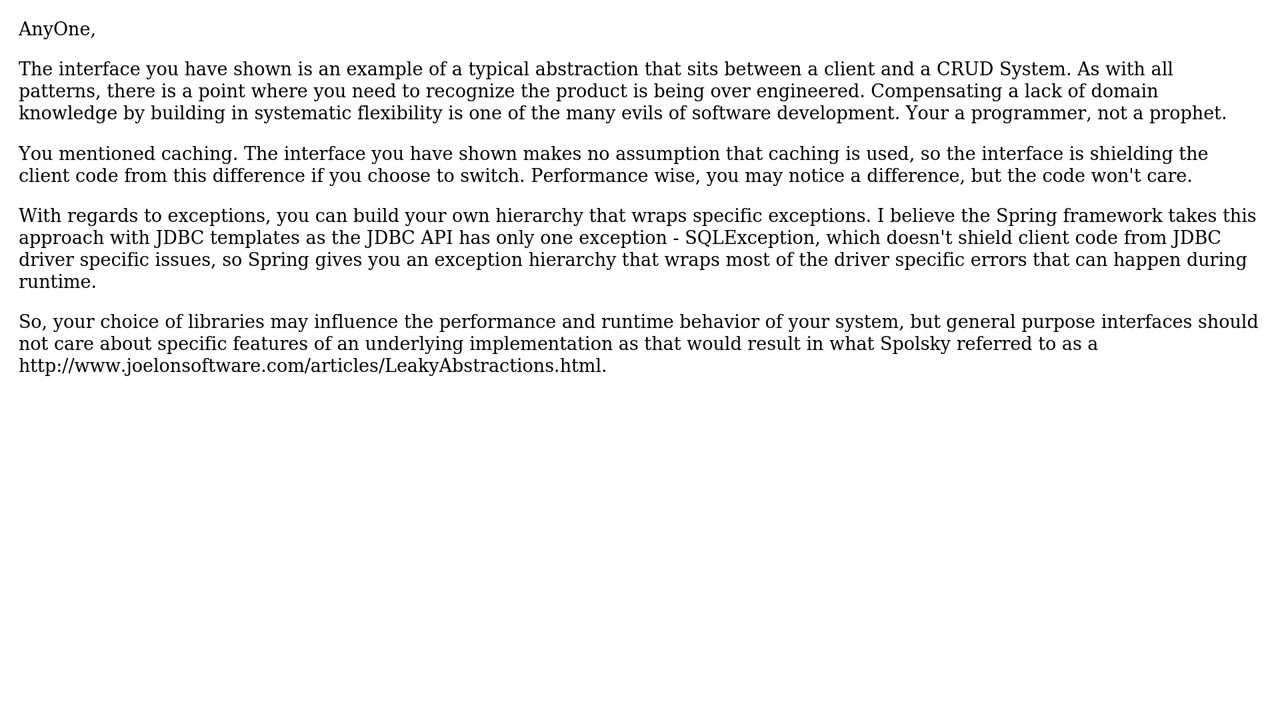 AnyOne,
The interface you have shown is an example of a typical abstraction that sits between a client and a CRUD System. As with all
patterns, there is a point where you need to recognize the product is being over engineered. Compensating a lack of domain
knowledge by building in systematic flexibility is one of the many evils of software development. Your a programmer, not a prophet.
You mentioned caching. The interface you have shown makes no assumption that caching is used, so the interface is shielding the
client code from this difference if you choose to switch. Performance wise, you may notice a difference, but the code won't care.
With regards to exceptions, you can build your own hierarchy that wraps specific exceptions. I believe the Spring framework takes this
approach with JDBC templates as the JDBC API has only one exception - SQLException, which doesn't shield client code from JDBC
driver specific issues, so Spring gives you an exception hierarchy that wraps most of the driver specific errors that can happen during
runtime.
So, your choice of libraries may influence the performance and runtime behavior of your system, but general purpose interfaces should
not care about specific features of an underlying implementation as that would result in what Spolsky referred to as a
http://www.joelonsoftware.com/articles/LeakyAbstractions.html.